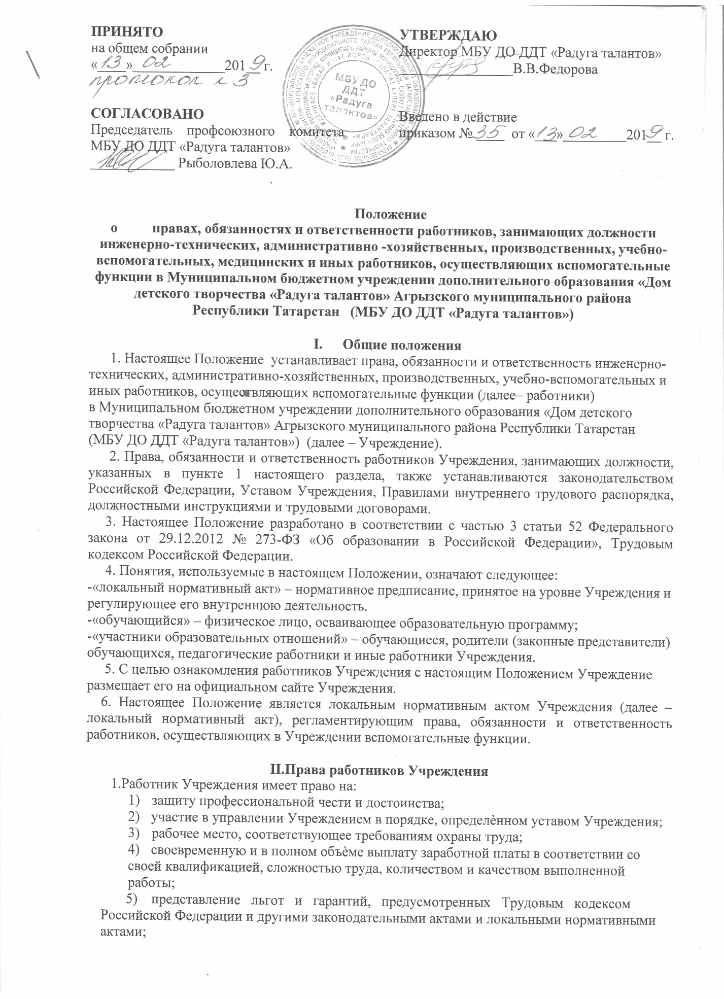 ПРИНЯТО
на общем собрании
«13» 02 2019 г.
протокол № 3
СОГЛАСОВАНО
Председатель профсоюзного комитета
МБУ ДО ДДТ «Радуга талантов»
Рыболовлева Ю.А.
МБУ ДО
ДДТ
«Радуга
талантов»
УТВЕРЖДАЮ
Директор МБУ ДО ДДТ «Радуга талантов»
В.В.Федорова
Введено в действие
приказом № 35 от «13» 02 2019 г.
Положение
о правах, обязанностях и ответственности работников, занимающих должности
инженерно-технических, административно -хозяйственных, производственных, учебно-
вспомогательных, медицинских и иных работников, осуществляющих вспомогательные
функции в Муниципальном бюджетном учреждении дополнительного образования «Дом
детского творчества «Радуга талантов» Агрызского муниципального района
Республики Татарстан (МБУ ДО ДДТ «Радуга талантов»)
I. Общие положения
1. Настоящее Положение устанавливает права, обязанности и ответственность инженерно-
технических, административно-хозяйственных, производственных, учебно-вспомогательных и
иных работников, осуществляющих вспомогательные функции (далее– работники)
в Муниципальном бюджетном учреждении дополнительного образования «Дом детского
творчества «Радуга талантов» Агрызского муниципального района Республики Татарстан
(МБУ ДО ДДТ «Радуга талантов») (далее – Учреждение).
2. Права, обязанности и ответственность работников Учреждения, занимающих должности,
указанных в пункте 1 настоящего раздела, также устанавливаются законодательством
Российской Федерации, Уставом Учреждения, Правилами внутреннего трудового распорядка,
должностными инструкциями и трудовыми договорами.
3. Настоящее Положение разработано в соответствии с частью 3 статьи 52 Федерального
закона от 29.12.2012 № 273-ФЗ «Об образовании в Российской Федерации», Трудовым
кодексом Российской Федерации.
4. Понятия, используемые в настоящем Положении, означают следующее:
-«локальный нормативный акт» – нормативное предписание, принятое на уровне Учреждения и
регулирующее его внутреннюю деятельность.
-«обучающийся» – физическое лицо, осваивающее образовательную программу;
-«участники образовательных отношений» – обучающиеся, родители (законные представители)
обучающихся, педагогические работники и иные работники Учреждения.
5. С целью ознакомления работников Учреждения с настоящим Положением Учреждение
размещает его на официальном сайте Учреждения.
6. Настоящее Положение является локальным нормативным актом Учреждения (далее –
локальный нормативный акт), регламентирующим права, обязанности и ответственность
работников, осуществляющих в Учреждении вспомогательные функции.
II.Права работников Учреждения
1.Работник Учреждения имеет право на:
1) защиту профессиональной чести и достоинства;
2) участие в управлении Учреждением в порядке, определѐнном уставом Учреждения;
3) рабочее место, соответствующее требованиям охраны труда;
4) своевременную и в полном объѐме выплату заработной платы в соответствии со
своей квалификацией, сложностью труда, количеством и качеством выполненной
работы;
5) представление льгот и гарантий, предусмотренных Трудовым кодексом
Российской Федерации и другими законодательными актами и локальными нормативными
актами;